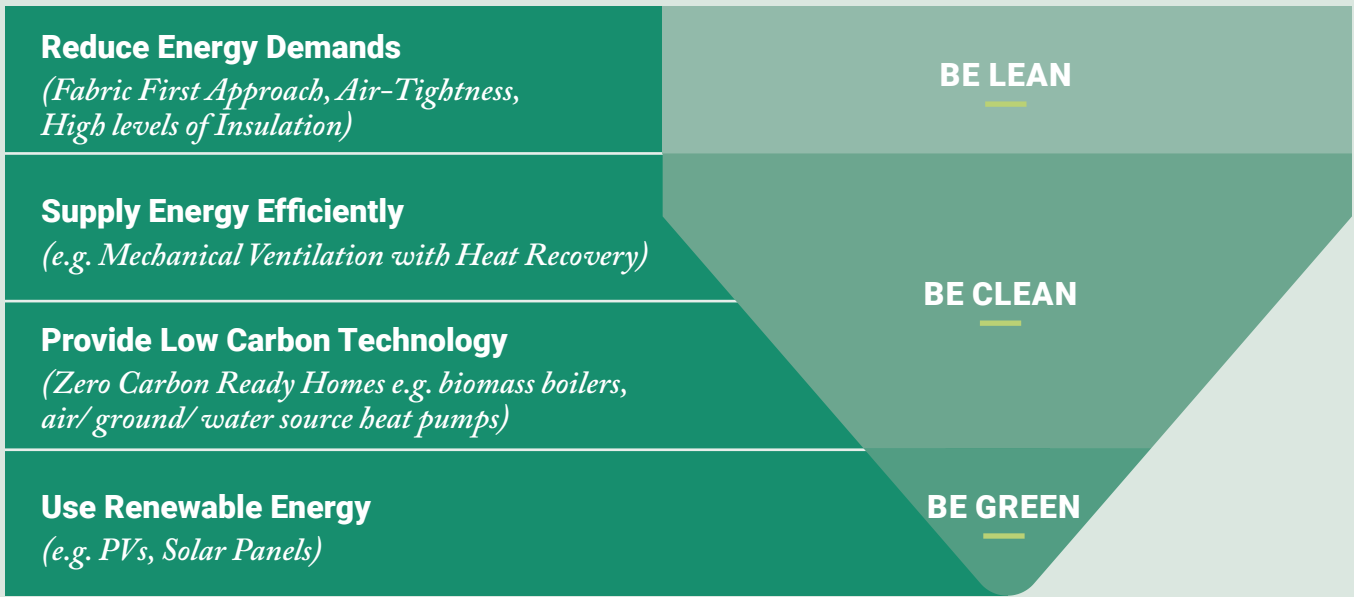 Reduce Energy Demands
(Fabric First Approach, Air-Tightness,
High levels of Insulation)
BE LEAN
Supply Energy Efficiently
(e.g. Mechanical Ventilation with Heat Recovery)
BE CLEAN
Provide Low Carbon Technology
(Zero Carbon Ready Homes e.g. biomass boilers,
air/ ground/ water source heat pumps)
Use Renewable Energy
(e.g. PVs, Solar Panels)
BE GREEN